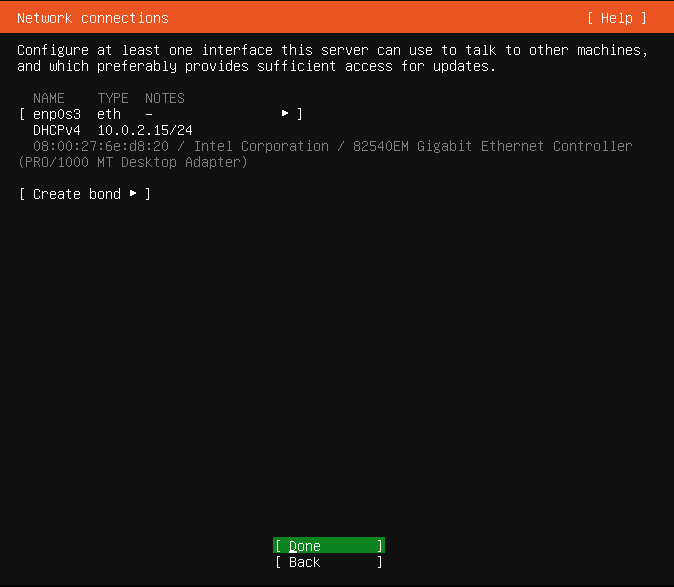 Network connections [ Help ]
Configure at least one interface this server can use to talk to other machines,
and which preferably provides sufficient access for updates.
NAME TYPE NOTES
[ enp0s3 eth – ▸ ]
DHCPv4 10.0.2.15/24
08:00:27:6e:d8:20 / Intel Corporation / 82540EM Gigabit Ethernet Controller
(PRO/1000 MT Desktop Adapter)
[ Create bond ▸ ]
[ Done ]
[ Back ]